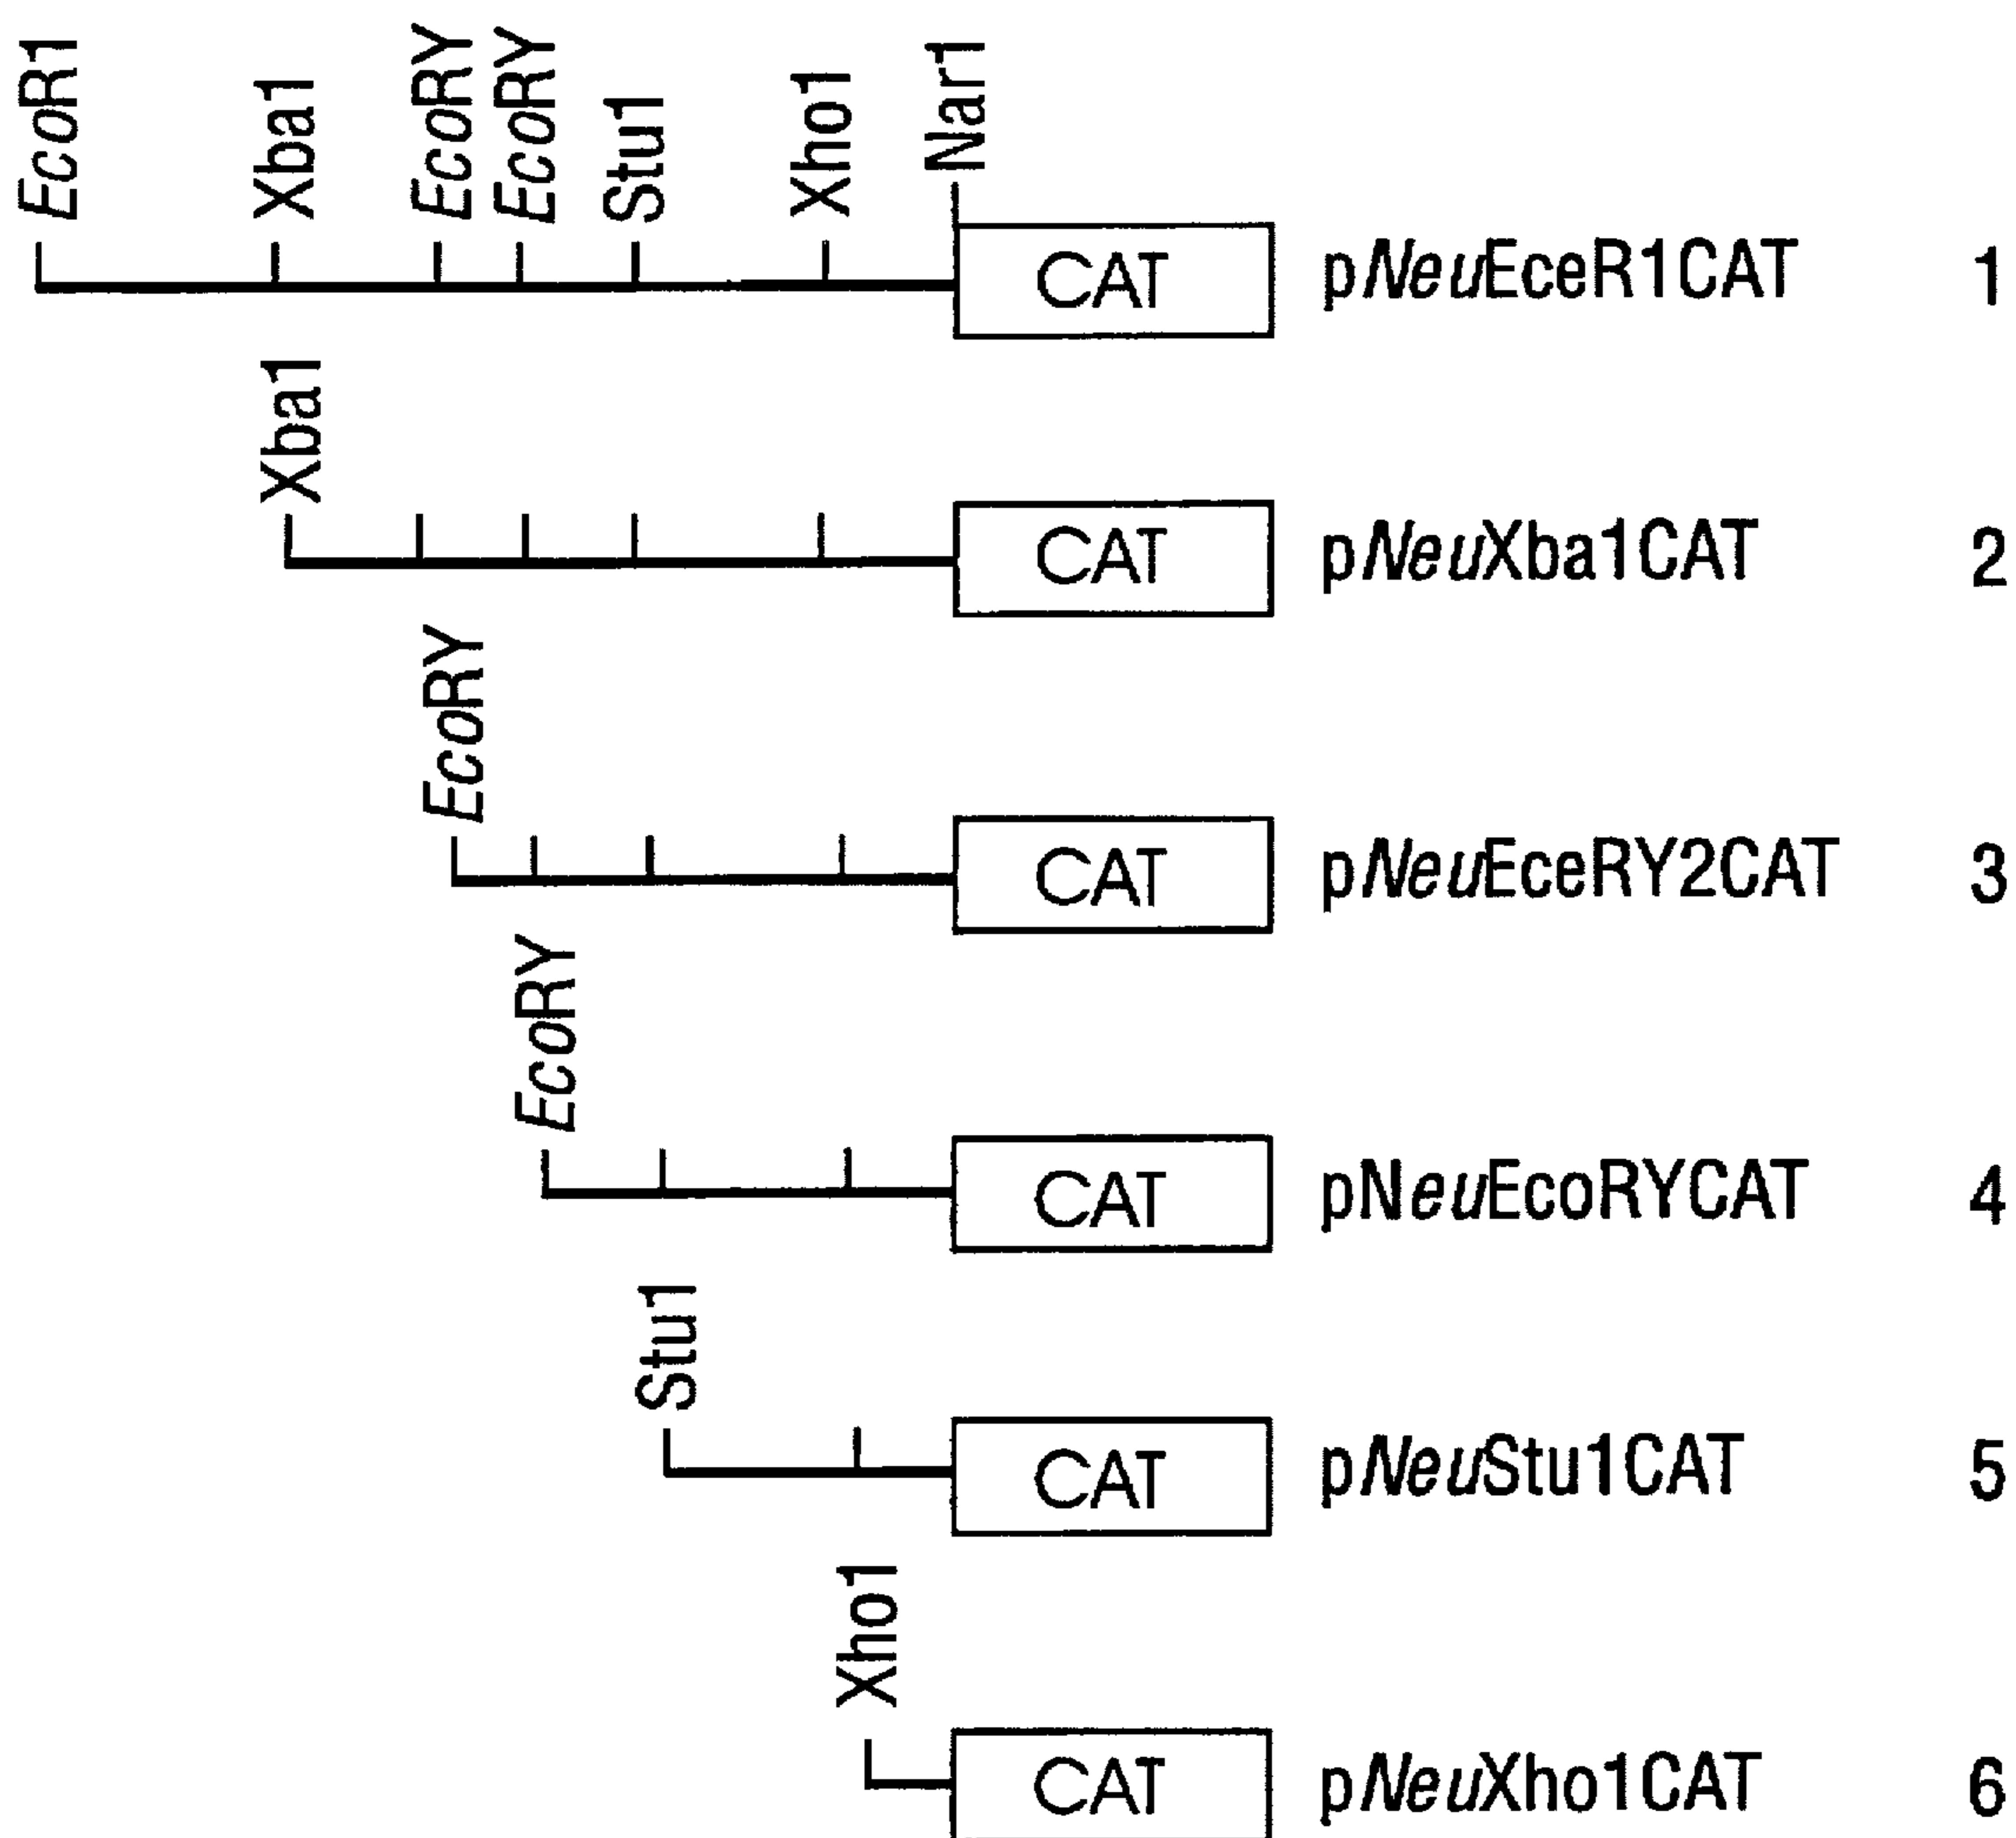 EcoR1 Xba1 EcoRY EcoRY Stu1 Xho1 Nar1
CAT pNeuEceR1CAT 1
Xba1
CAT pNeuXba1CAT 2
EcoRY
CAT pNeuEceRY2CAT 3
EcoRY
CAT pNeuEcoRYCAT 4
Stu1
CAT pNeuStu1CAT 5
Xho1
CAT pNeuXho1CAT 6